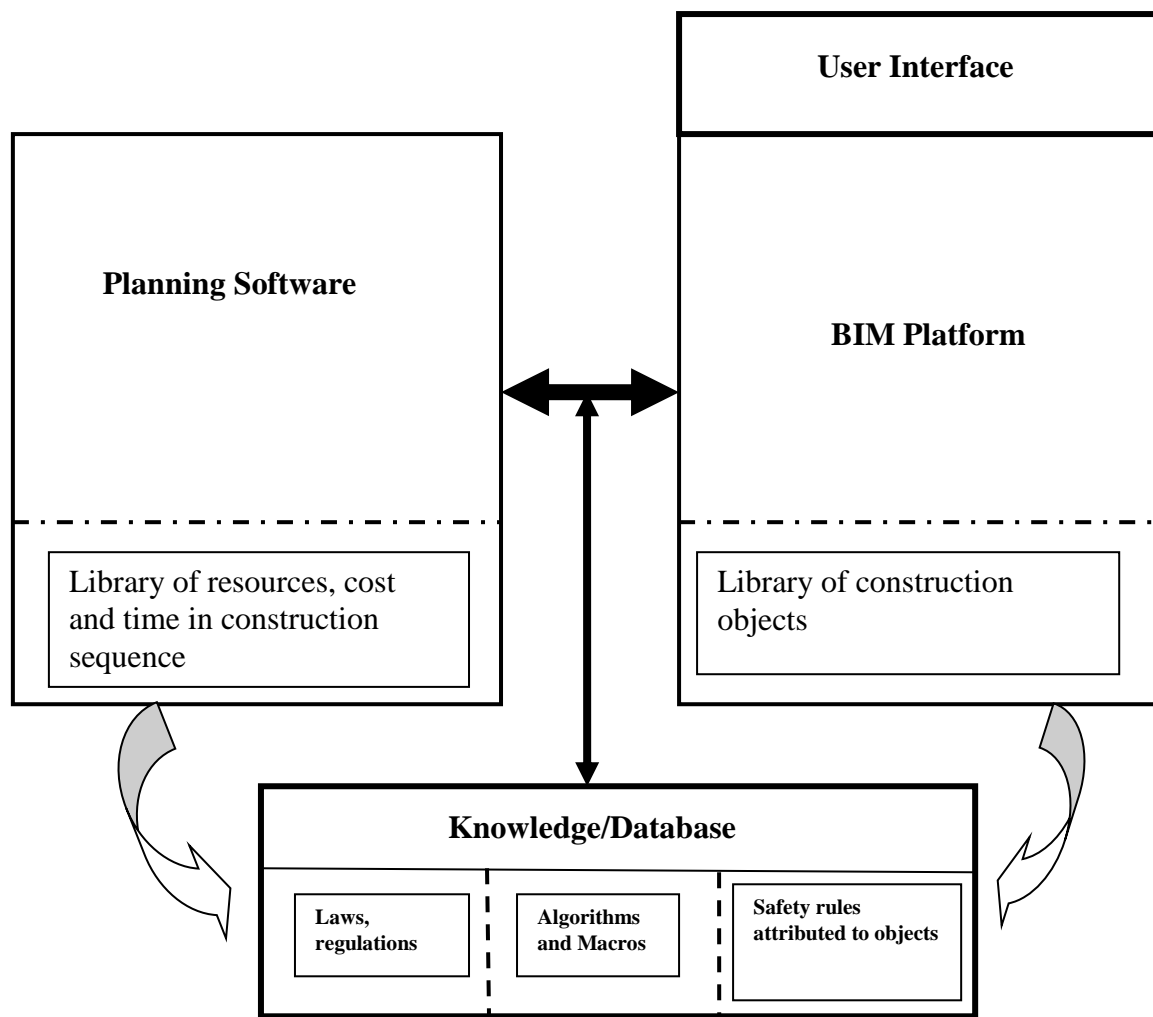 User Interface
Planning Software
BIM Platform
Library of resources, cost
and time in construction
sequence
Library of construction
objects
Knowledge/Database
Laws,
regulations
Algorithms
and Macros
Safety rules
attributed to objects